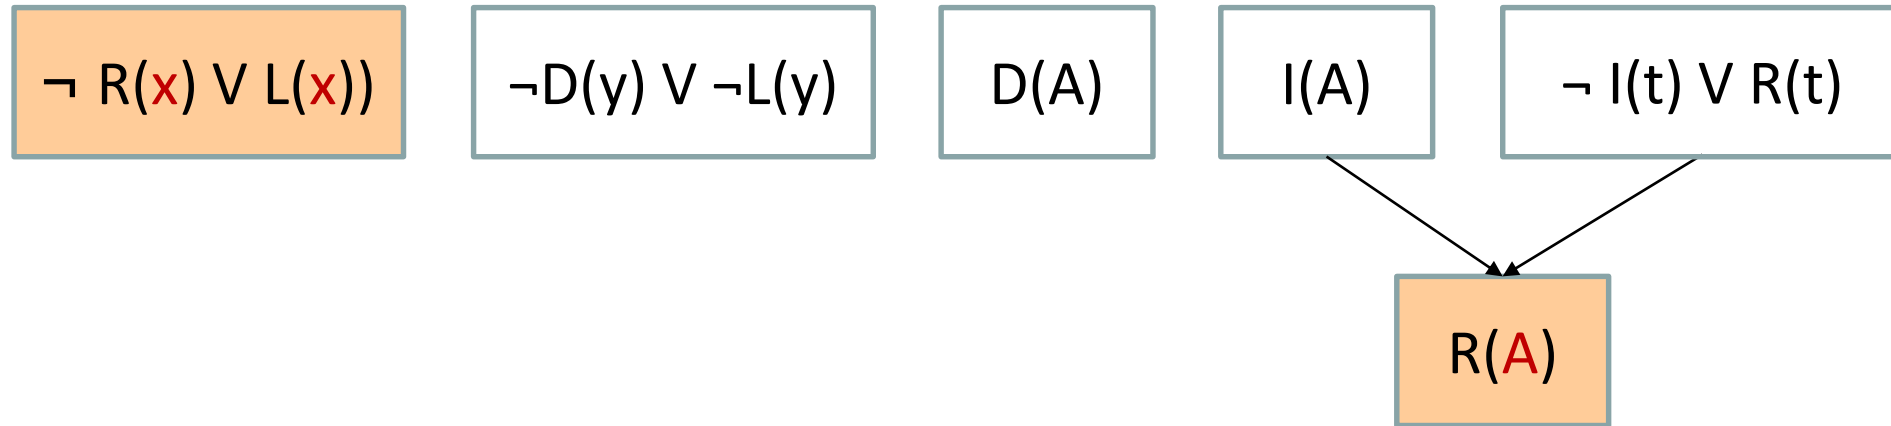 ¬ R(x) V L(x))
¬D(y) V ¬L(y)
D(A)
I(A)
¬ I(t) V R(t)
R(A)